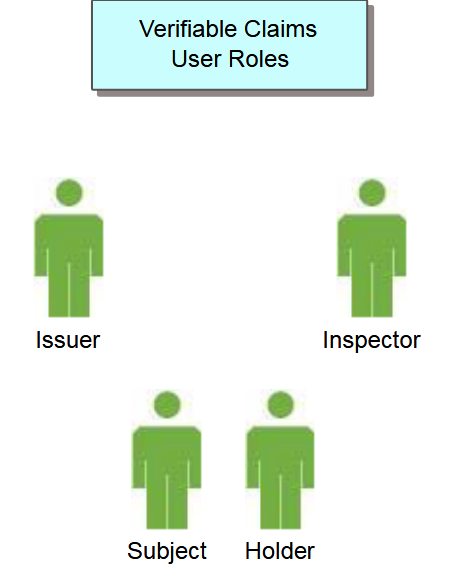 Verifiable Claims
User Roles
Issuer
Inspector
Subject
Holder